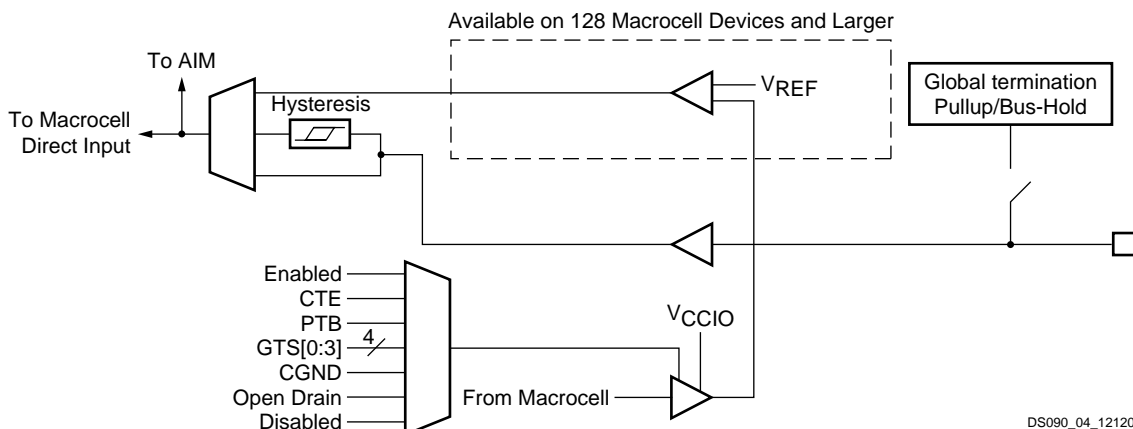 Available on 128 Macrocell Devices and Larger
To AIM
Global termination
Pullup/Bus-Hold
VREF
Hysteresis
To Macrocell
Direct Input
Enabled
CTE
PTB
4
GTS[0:3]
CGND
Open Drain
Disabled
VCCIO
From Macrocell
DS090_04_12120